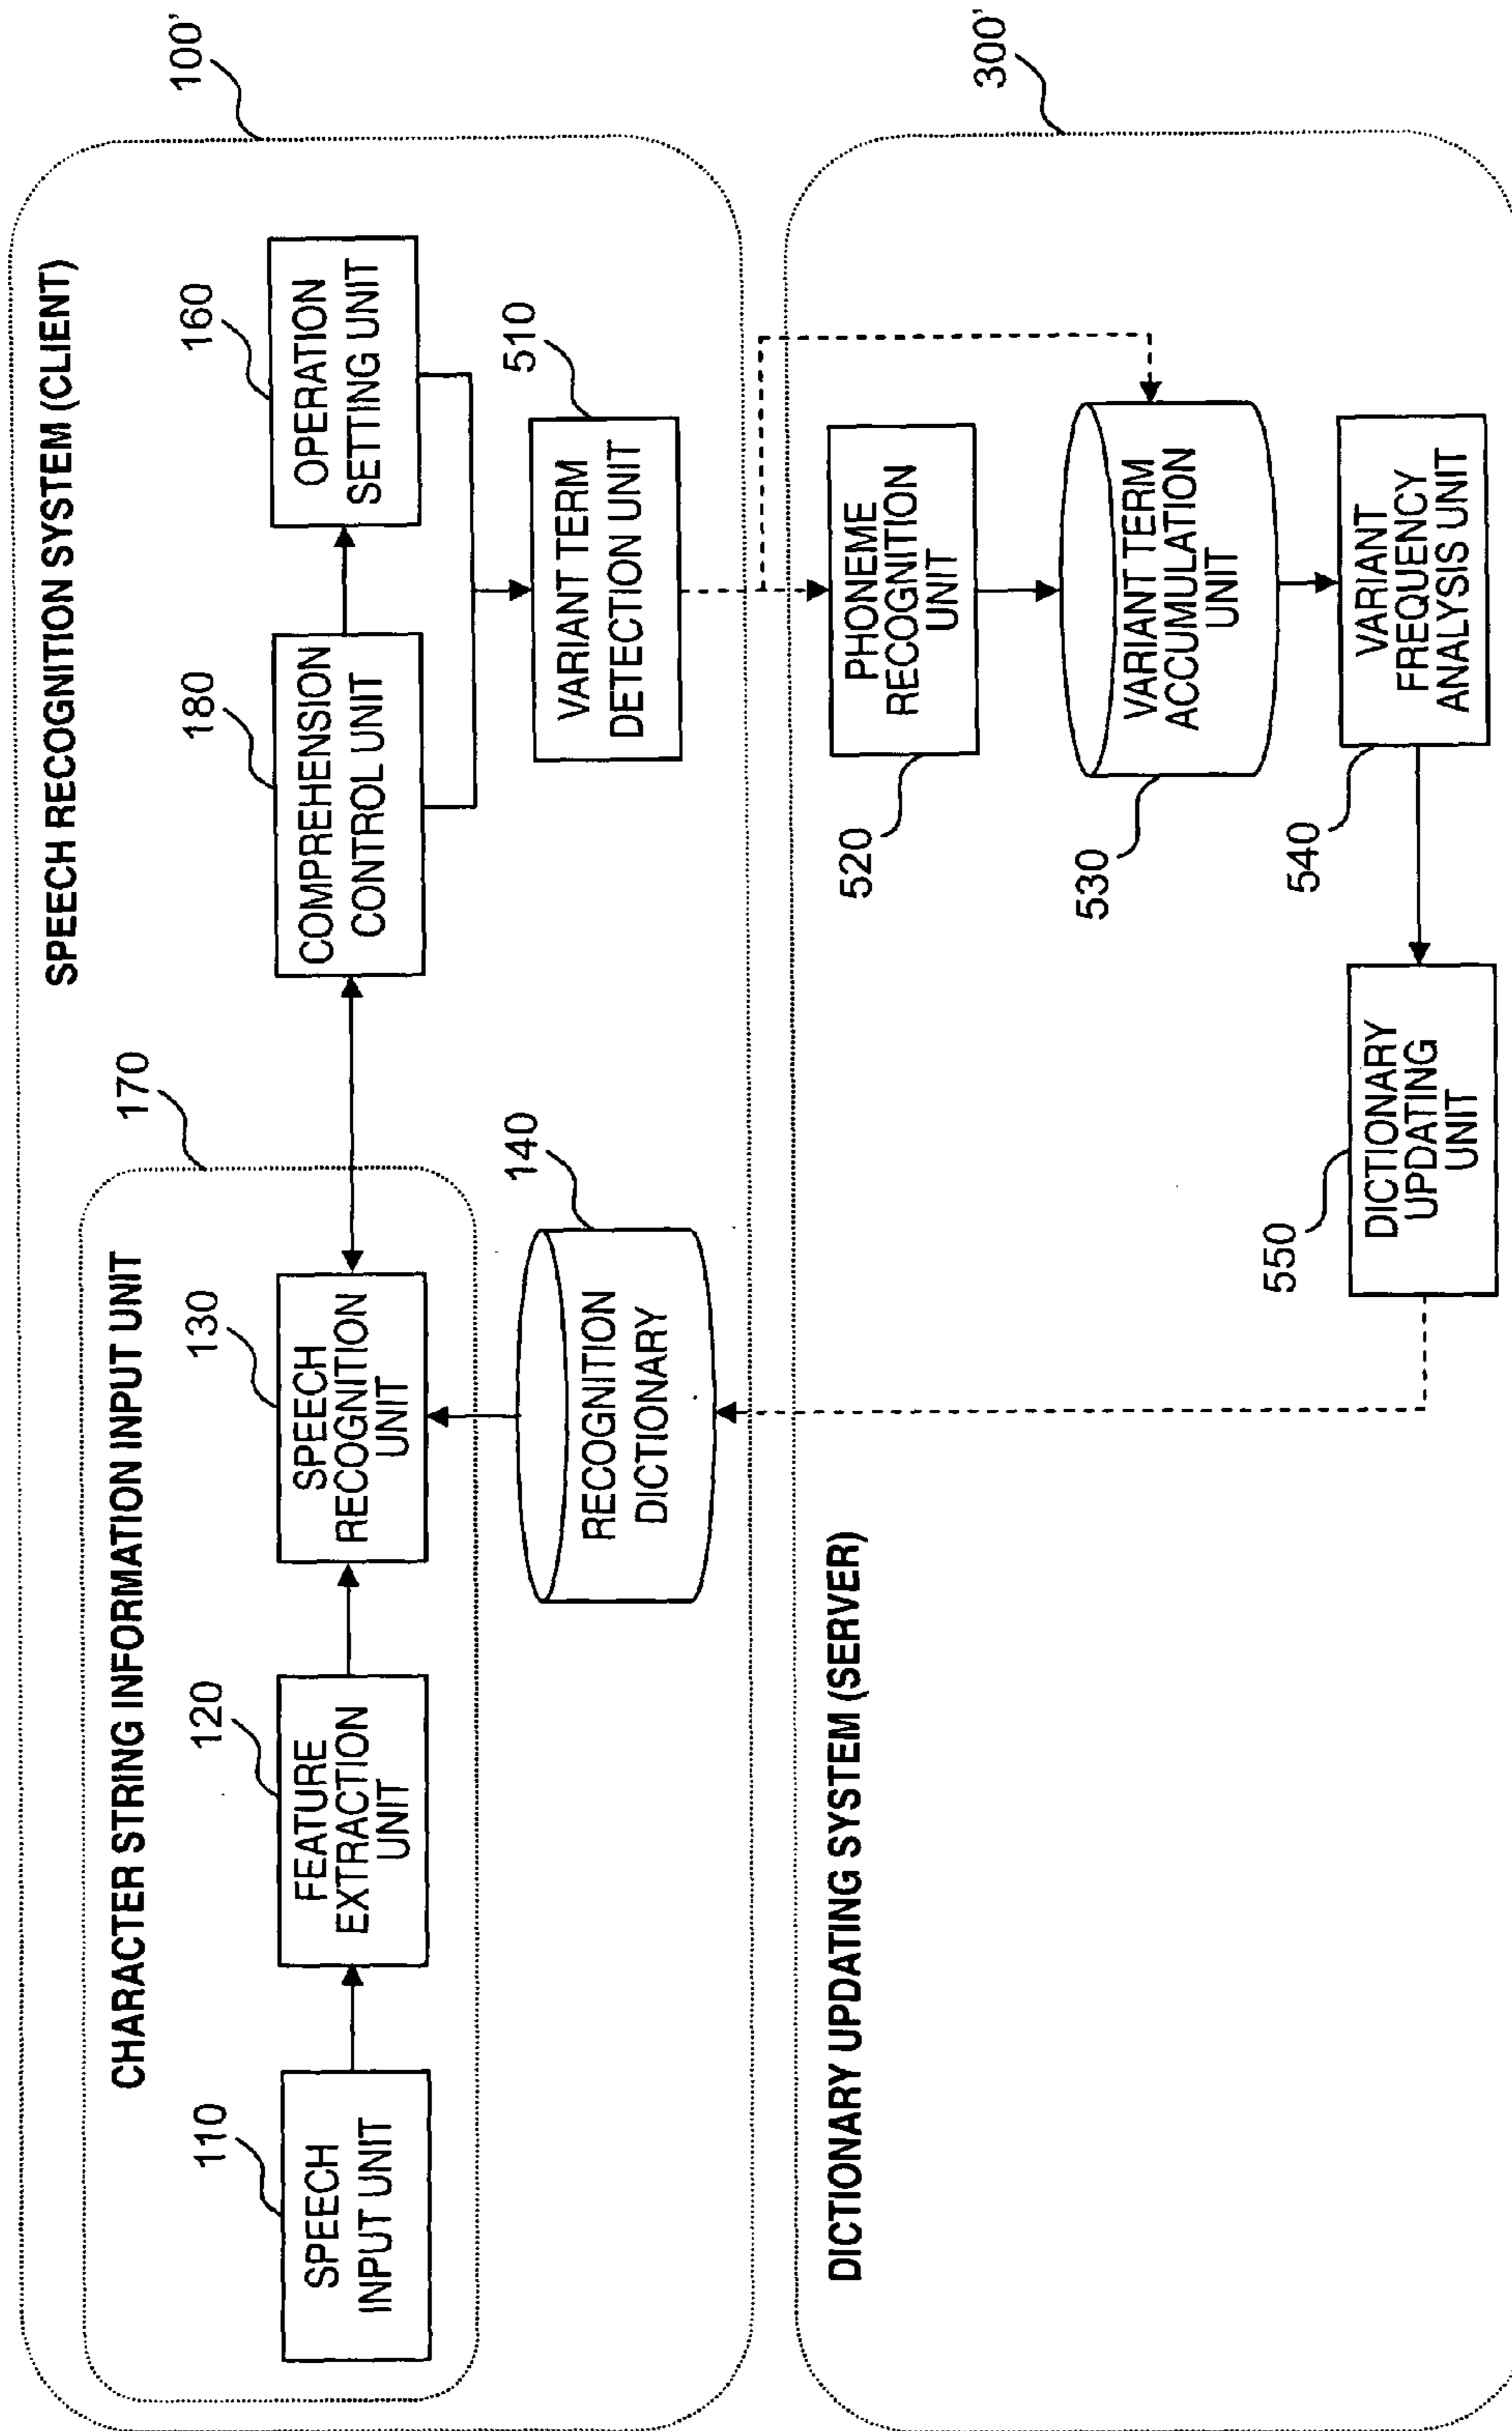 100'
SPEECH RECOGNITION SYSTEM (CLIENT)
170
CHARACTER STRING INFORMATION INPUT UNIT
110
SPEECH
INPUT UNIT
120
FEATURE
EXTRACTION
UNIT
130
SPEECH
RECOGNITION
UNIT
180
COMPREHENSION
CONTROL UNIT
160
OPERATION
SETTING UNIT
140
RECOGNITION
DICTIONARY
510
VARIANT TERM
DETECTION UNIT
300'
DICTIONARY UPDATING SYSTEM (SERVER)
520
PHONEME
RECOGNITION
UNIT
530
VARIANT TERM
ACCUMULATION
UNIT
540
VARIANT
FREQUENCY
ANALYSIS UNIT
550
DICTIONARY
UPDATING
UNIT